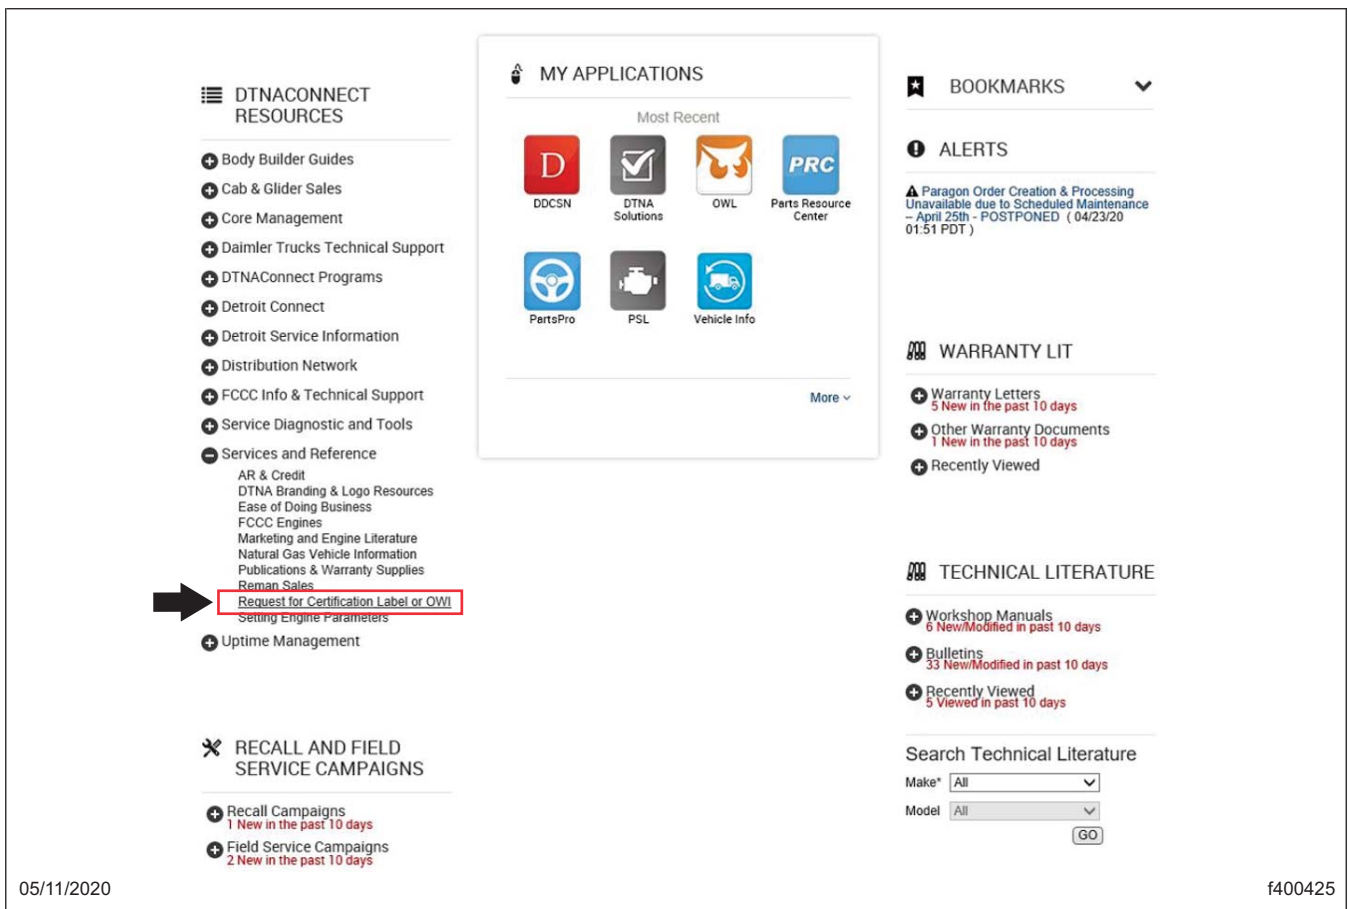 DTNACONNECT
RESOURCES
Body Builder Guides
Cab & Glider Sales
Core Management
Daimler Trucks Technical Support
DTNAConnect Programs
Detroit Connect
Detroit Service Information
Distribution Network
FCCC Info & Technical Support
Service Diagnostic and Tools
Services and Reference
AR & Credit
DTNA Branding & Logo Resources
Ease of Doing Business
FCCC Engines
Marketing and Engine Literature
Natural Gas Vehicle Information
Publications & Warranty Supplies
Reman Sales
Request for Certification Label or OWI
Setting Engine Parameters
Uptime Management
RECALL AND FIELD
SERVICE CAMPAIGNS
Recall Campaigns
1 New in the past 10 days
Field Service Campaigns
2 New in the past 10 days
MY APPLICATIONS
Most Recent
D
PRC
DDCSN
DTNA
Solutions
OWL
Parts Resource
Center
PartsPro
PSL
Vehicle Info
More
BOOKMARKS
ALERTS
Paragon Order Creation & Processing
Unavailable due to Scheduled Maintenance
– April 25th - POSTPONED ( 04/23/20
01:51 PDT )
WARRANTY LIT
Warranty Letters
5 New in the past 10 days
Other Warranty Documents
1 New in the past 10 days
Recently Viewed
TECHNICAL LITERATURE
Workshop Manuals
6 New/Modified in past 10 days
Bulletins
33 New/Modified in past 10 days
Recently Viewed
5 Viewed in past 10 days
Search Technical Literature
Make* All
Model All
GO
05/11/2020
f400425